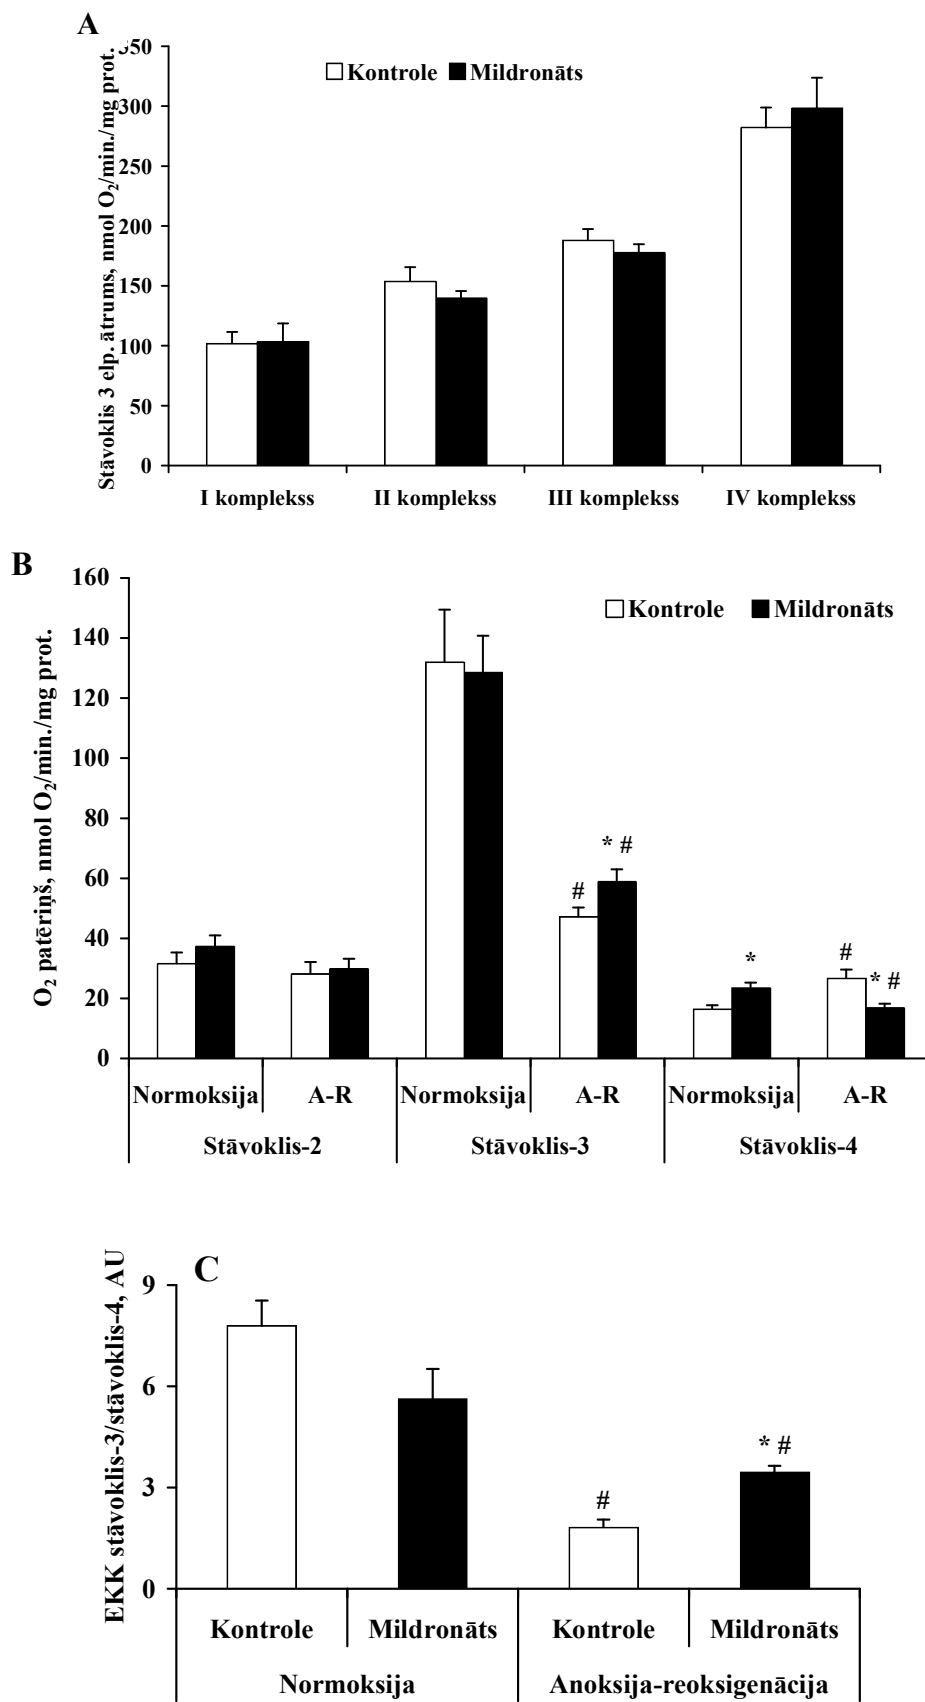 A
Stāvoklis 3 elp. ātrums, nmol O₂/min./mg prot.
350
300
250
200
150
100
50
0
Kontrole Mildronāts
I komplekss II komplekss III komplekss IV komplekss
B
O₂ patēriņš, nmol O₂/min./mg prot.
160
140
120
100
80
60
40
20
0
Kontrole Mildronāts
#
* #
*
#
* #
Normoksija A-R Normoksija A-R Normoksija A-R
Stāvoklis-2 Stāvoklis-3 Stāvoklis-4
C
EKK stāvoklis-3/stāvoklis-4, AU
9
6
3
0
#
* #
Kontrole Mildronāts Kontrole Mildronāts
Normoksija Anoksija-reoksigenācija